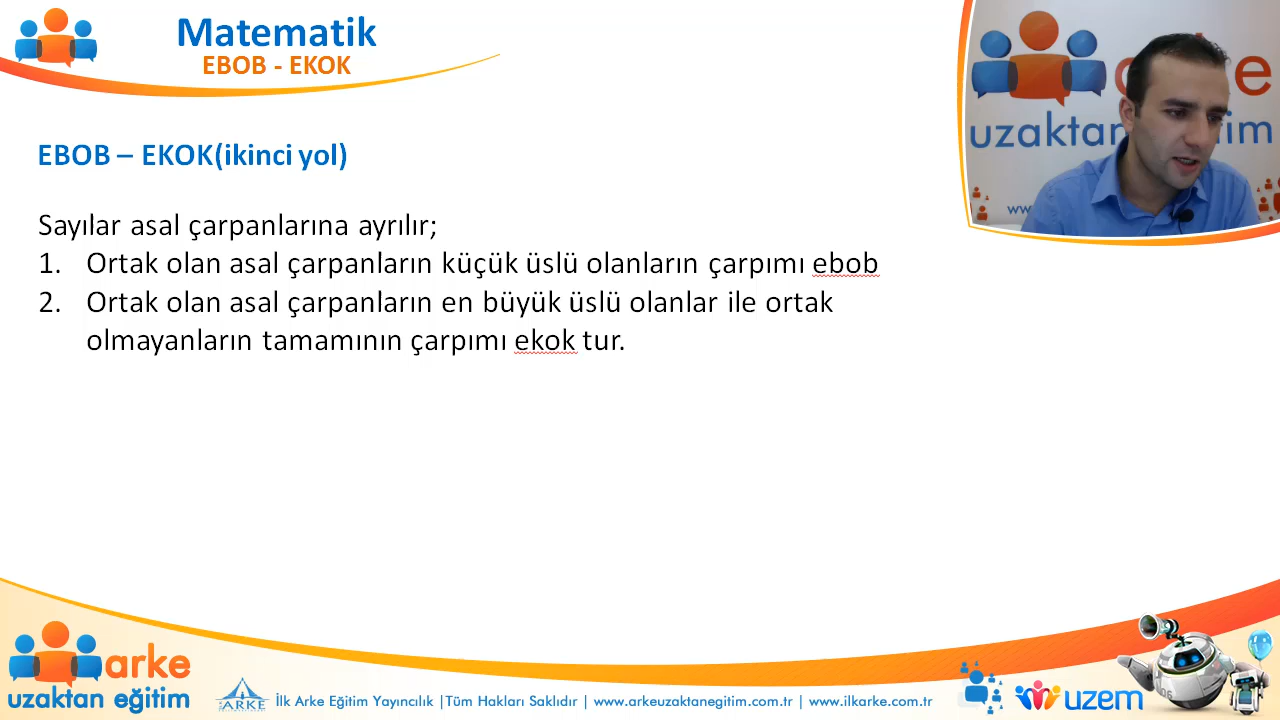 Matematik
EBOB - EKOK
arke
uzaktan eğitim
www
EBOB – EKOK(ikinci yol)
Sayılar asal çarpanlarına ayrılır;
1. Ortak olan asal çarpanların küçük üslü olanların çarpımı ebob
2. Ortak olan asal çarpanların en büyük üslü olanlar ile ortak
olmayanların tamamının çarpımı ekok tur.
arke
uzaktan eğitim
ARKE
İlk Arke Eğitim Yayıncılık |Tüm Hakları Saklıdır | www.arkeuzaktanegitim.com.tr | www.ilkarke.com.tr
uzem